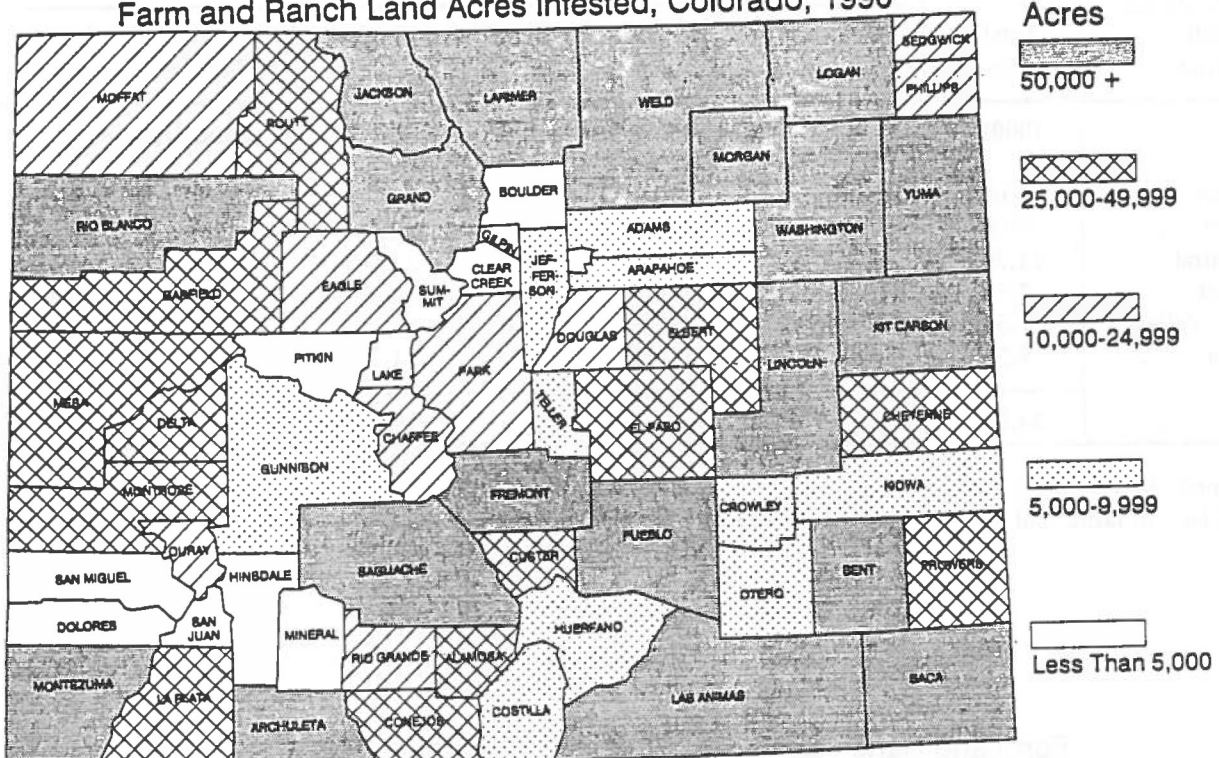 Farm and Ranch Land Acres Infested, Colorado, 1990
Acres
50,000 +
25,000-49,999
10,000-24,999
5,000-9,999
Less Than 5,000
MOFFAT
ROUTT
JACKSON
LARIMER
WELD
LOGAN
SEDGWICK
PHILLIPS
MORGAN
RIO BLANCO
GRAND
BOULDER
YUMA
WASHINGTON
ADAMS
GILPIN
ARAPAHOE
CLEAR
CREEK
JEF-
FER-
SON
GARFIELD
EAGLE
SUM-
MIT
DOUGLAS
ELBERT
KIT CARSON
LINCOLN
PITKIN
LAKE
PARK
MESA
DELTA
TELLER
EL PASO
CHEYENNE
CHAFFEE
GUNNISON
MONTROSE
FREMONT
CROWLEY
KIOWA
PUEBLO
OURAY
CUSTER
SAGUACHE
BENT
PROWERS
SAN MIGUEL
HINSDALE
OTERO
DOLORES
SAN
JUAN
MINERAL
HUERFANO
RIO GRANDE
ALAMOSA
MONTEZUMA
LA PLATA
ARCHULETA
CONEJOS
COSTILLA
LAS ANIMAS
BACA